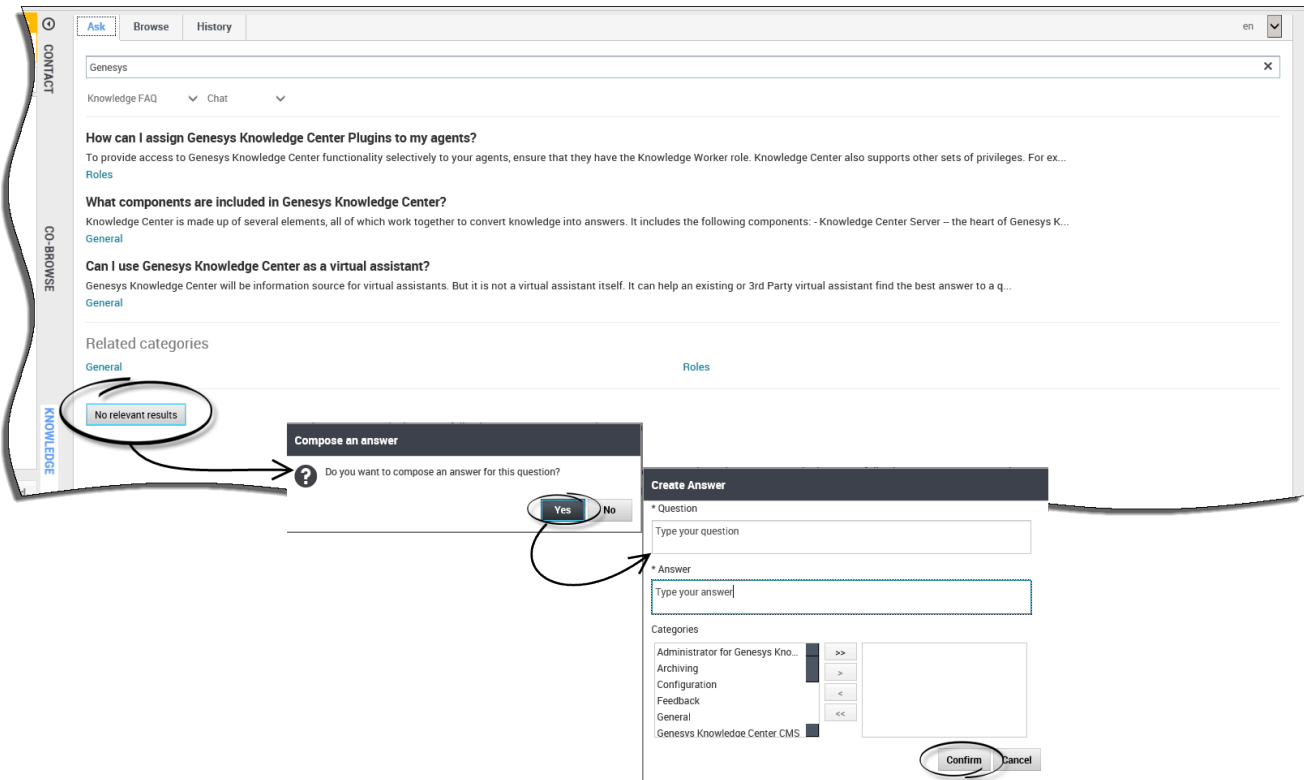 Ask Browse History en
CONTACT
Genesys ×
Knowledge FAQ Chat
How can I assign Genesys Knowledge Center Plugins to my agents?
To provide access to Genesys Knowledge Center functionality selectively to your agents, ensure that they have the Knowledge Worker role. Knowledge Center also supports other sets of privileges. For ex...
Roles
What components are included in Genesys Knowledge Center?
Knowledge Center is made up of several elements, all of which work together to convert knowledge into answers. It includes the following components: - Knowledge Center Server – the heart of Genesys K...
General
CO-BROWSE
Can I use Genesys Knowledge Center as a virtual assistant?
Genesys Knowledge Center will be information source for virtual assistants. But it is not a virtual assistant itself. It can help an existing or 3rd Party virtual assistant find the best answer to a q...
General
Related categories
General Roles
KNOWLEDGE
No relevant results
Compose an answer
Do you want to compose an answer for this question?
Yes No
Create Answer
* Question
Type your question
* Answer
Type your answer
Categories
Administrator for Genesys Kno... >>
Archiving >
Configuration
Feedback <
General <<
Genesys Knowledge Center CMS
Confirm Cancel